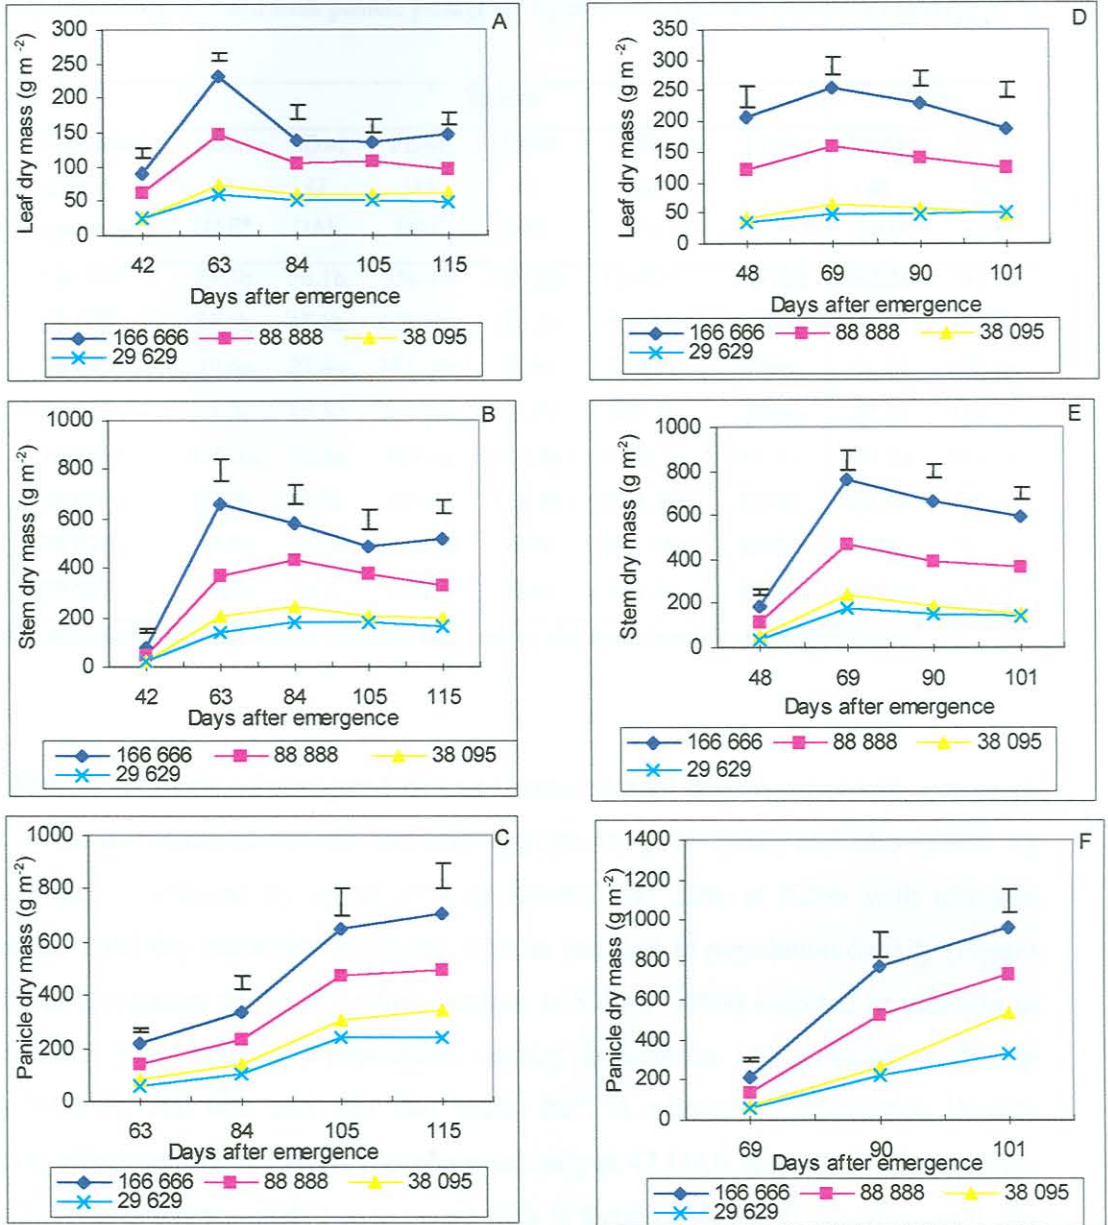 A
Leaf dry mass (g m -2)
300
250
200
150
100
50
0
42 63 84 105 115
Days after emergence
166 666 88 888 38 095
29 629
D
Leaf dry mass (g m-2)
350
300
250
200
150
100
50
0
48 69 90 101
Days after emergence
166 666 88 888 38 095
29 629
B
Stem dry mass (g m-2)
1000
800
600
400
200
0
42 63 84 105 115
Days after emergence
166 666 88 888 38 095
29 629
E
Stem dry mass (g m-2)
1000
800
600
400
200
0
48 69 90 101
Days after emergence
166 666 88 888 38 095
29 629
C
Panicle dry mass (g m-2)
1000
800
600
400
200
0
63 84 105 115
Days after emergence
166 666 88 888 38 095
29 629
F
Panicle dry mass (g m-2)
1400
1200
1000
800
600
400
200
0
69 90 101
Days after emergence
166 666 88 888 38 095
29 629